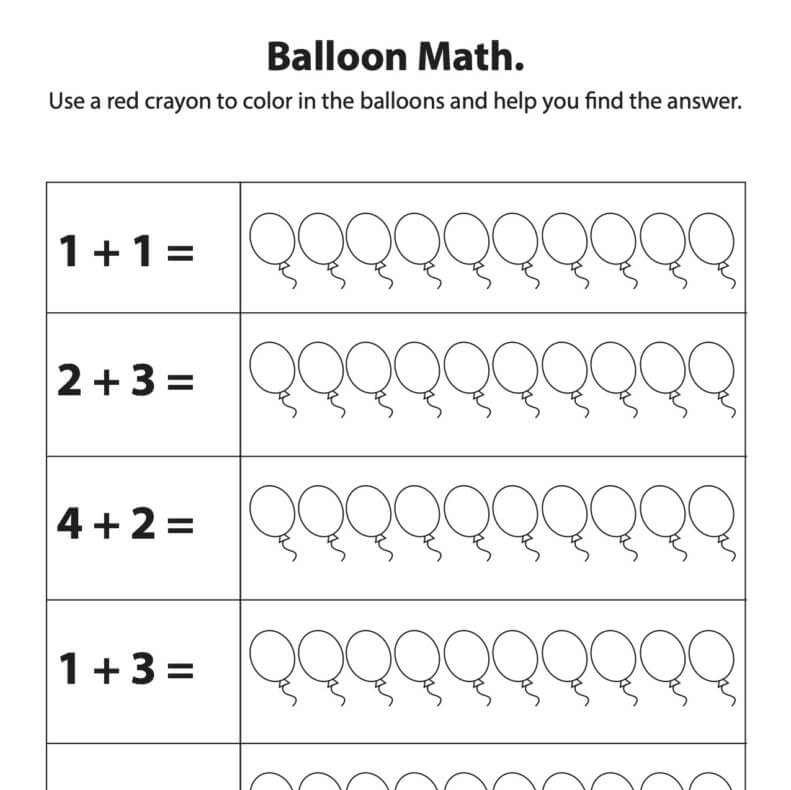 Balloon Math.
Use a red crayon to color in the balloons and help you find the answer.
1 + 1 =
2 + 3 =
4 + 2 =
1 + 3 =